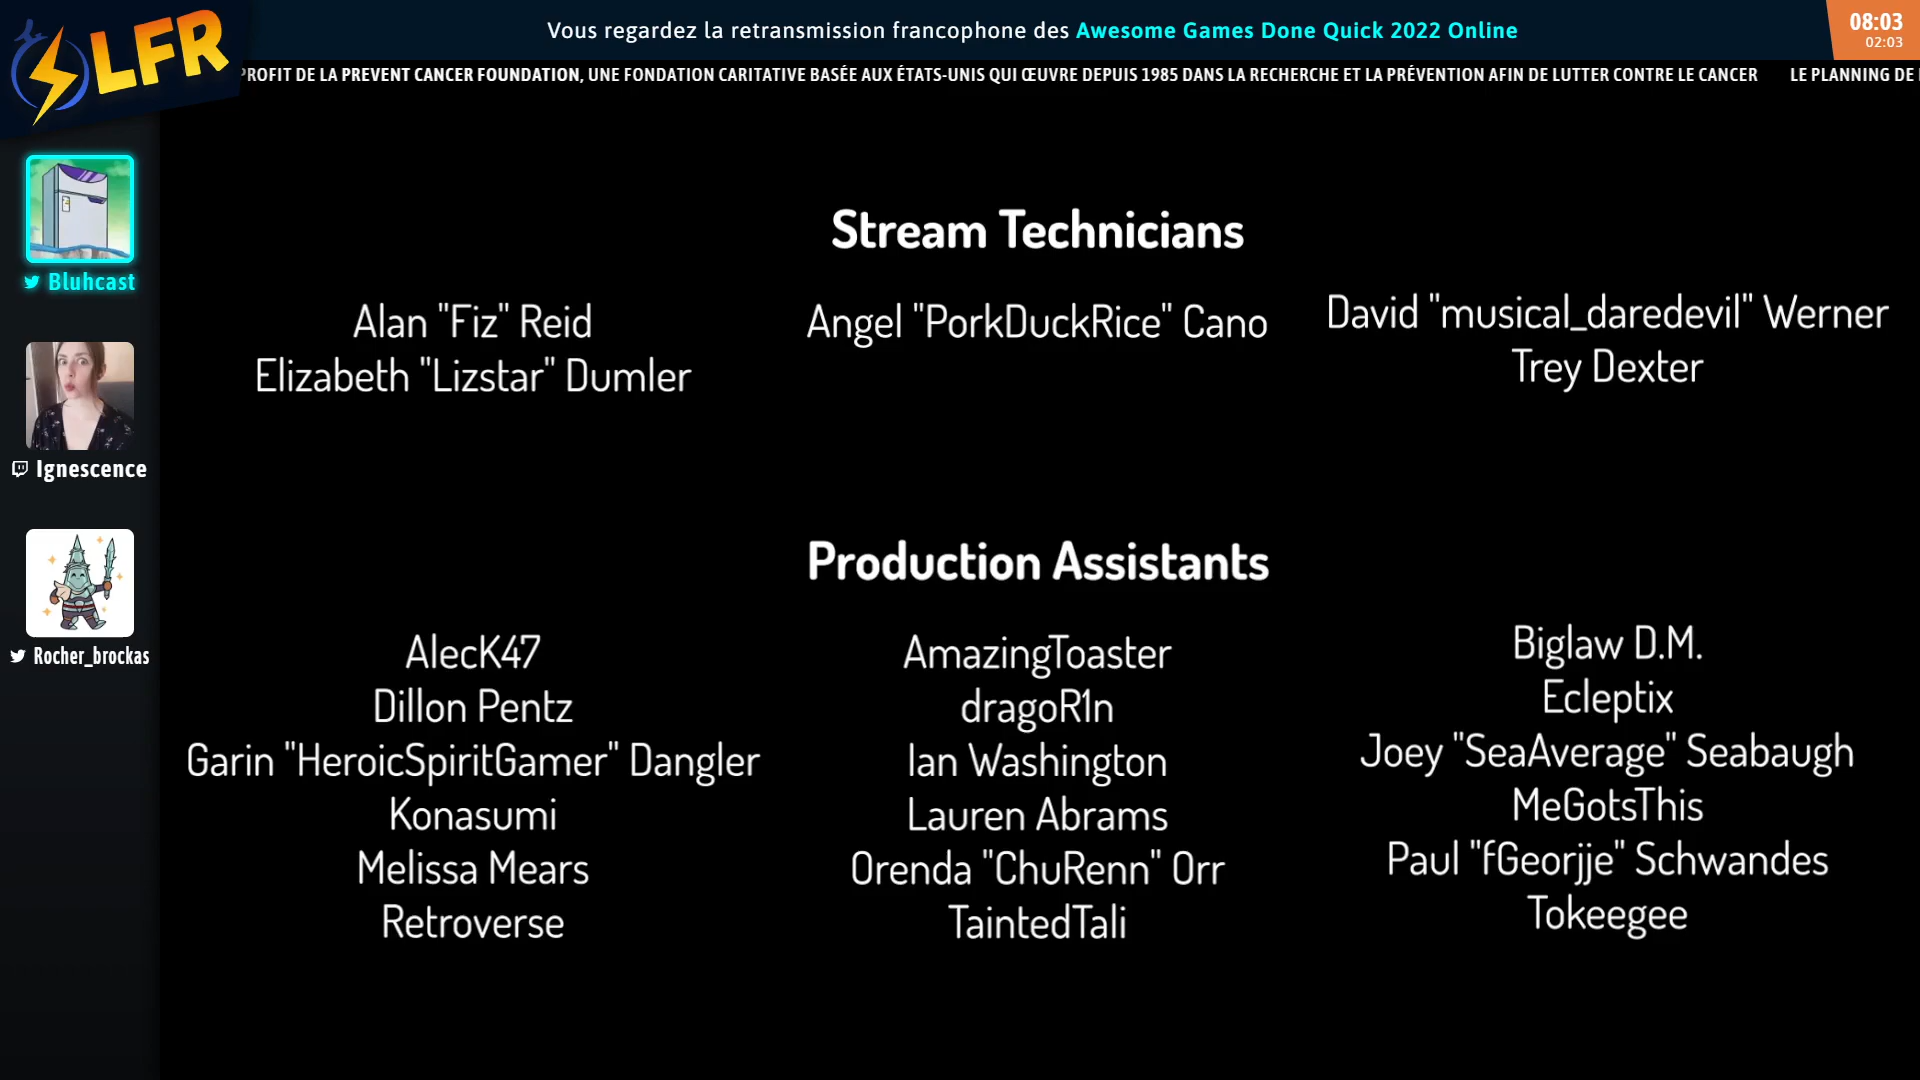 LFR
Vous regardez la retransmission francophone des Awesome Games Done Quick 2022 Online
08:03
02:03
PROFIT DE LA PREVENT CANCER FOUNDATION, UNE FONDATION CARITATIVE BASÉE AUX ÉTATS-UNIS QUI ŒUVRE DEPUIS 1985 DANS LA RECHERCHE ET LA PRÉVENTION AFIN DE LUTTER CONTRE LE CANCER LE PLANNING DE
Bluhcast
Ignescence
Rocher_brockas
Stream Technicians
Alan "Fiz" Reid
Elizabeth "Lizstar" Dumler
Angel "PorkDuckRice" Cano
David "musical_daredevil" Werner
Trey Dexter
Production Assistants
AlecK47
Dillon Pentz
Garin "HeroicSpiritGamer" Dangler
Konasumi
Melissa Mears
Retroverse
AmazingToaster
dragoR1n
Ian Washington
Lauren Abrams
Orenda "ChuRenn" Orr
TaintedTali
Biglaw D.M.
Ecleptix
Joey "SeaAverage" Seabaugh
MeGotsThis
Paul "fGeorjje" Schwandes
Tokeegee